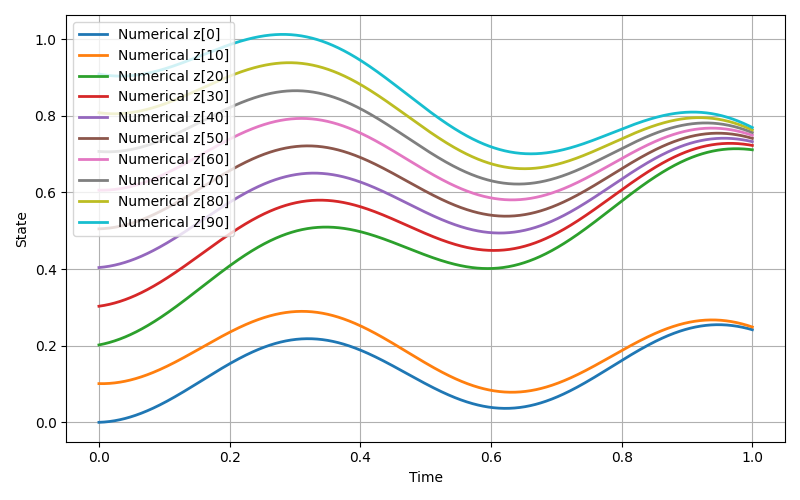 Numerical z[0]
Numerical z[10]
Numerical z[20]
Numerical z[30]
Numerical z[40]
Numerical z[50]
Numerical z[60]
Numerical z[70]
Numerical z[80]
Numerical z[90]
State
1.0
0.8
0.6
0.4
0.2
0.0
0.0 0.2 0.4 0.6 0.8 1.0
Time